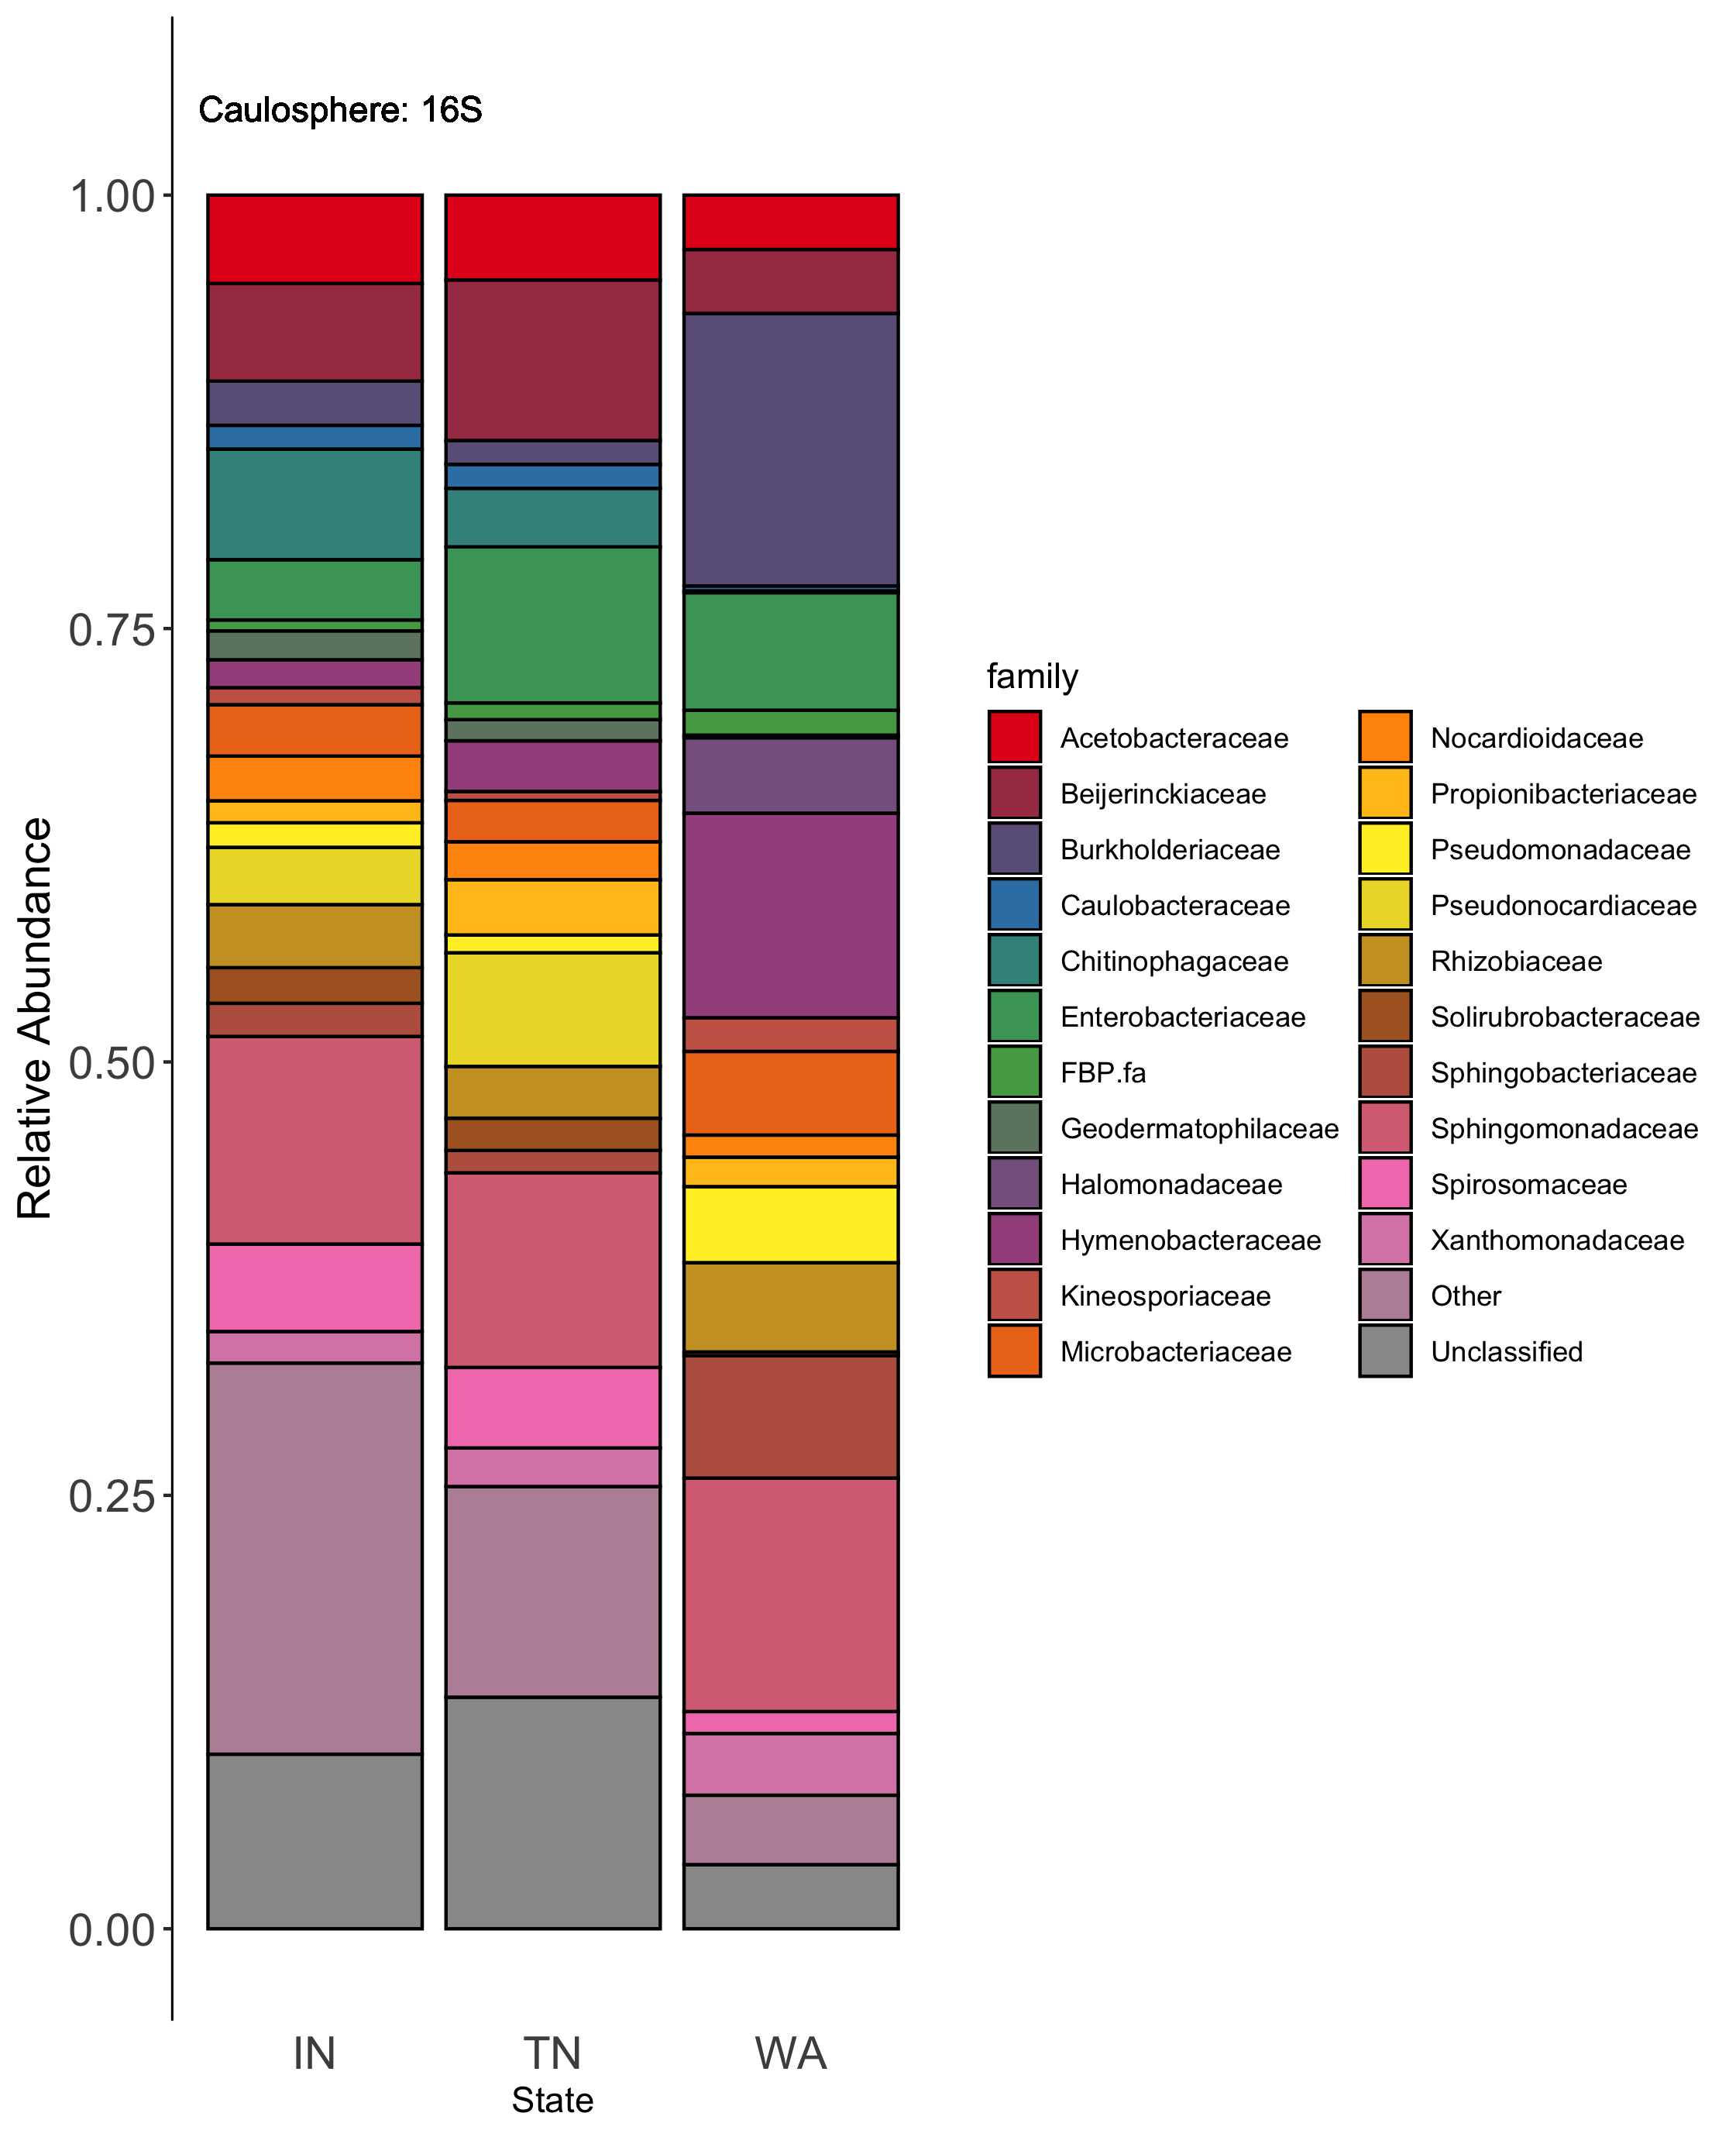 Caulosphere: 16S
1.00
0.75
0.50
0.25
0.00
Relative Abundance
IN
TN
WA
State
family
Acetobacteraceae
Beijerinckiaceae
Burkholderiaceae
Caulobacteraceae
Chitinophagaceae
Enterobacteriaceae
FBP.fa
Geodermatophilaceae
Halomonadaceae
Hymenobacteraceae
Kineosporiaceae
Microbacteriaceae
Nocardioidaceae
Propionibacteriaceae
Pseudomonadaceae
Pseudonocardiaceae
Rhizobiaceae
Solirubrobacteraceae
Sphingobacteriaceae
Sphingomonadaceae
Spirosomaceae
Xanthomonadaceae
Other
Unclassified